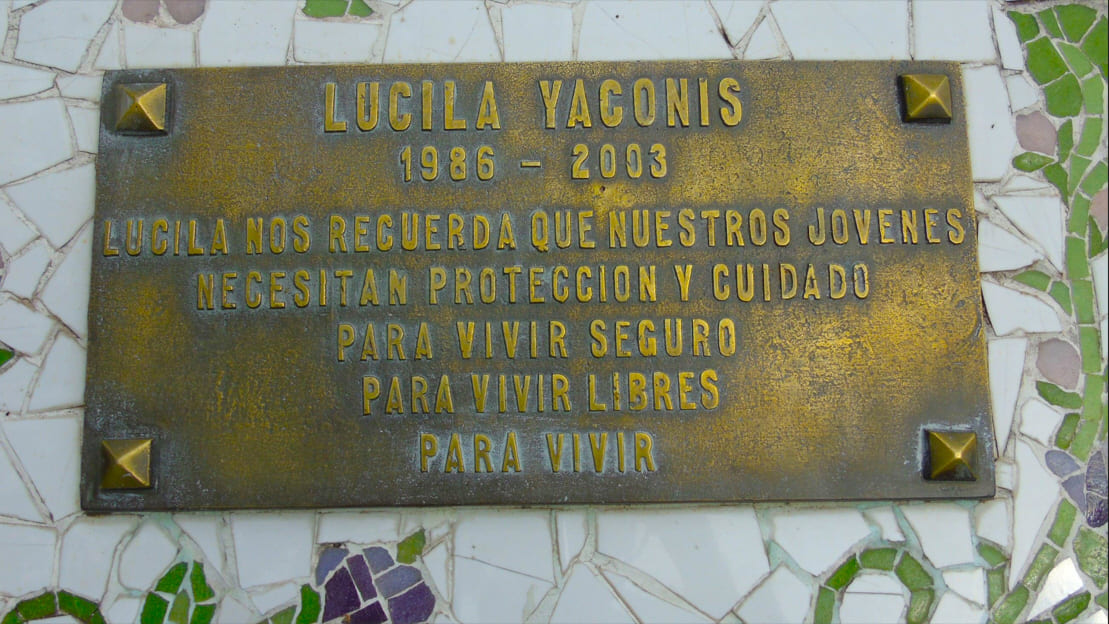 LUCILA YACONIS
1986 - 2003
LUCILA NOS RECUERDA QUE NUESTROS JOVENES
NECESITAN PROTECCION Y CUIDADO
PARA VIVIR SEGURO
PARA VIVIR LIBRES
PARA VIVIR